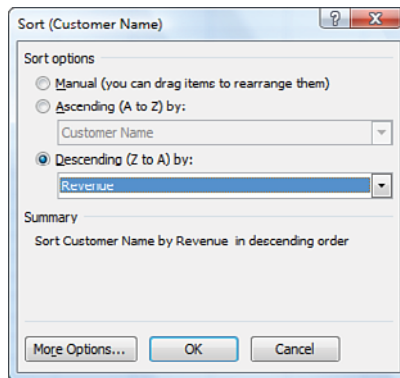 Sort (Customer Name)
Sort options
Manual (you can drag items to rearrange them)
Ascending (A to Z) by:
Customer Name
Descending (Z to A) by:
Revenue
Summary
Sort Customer Name by Revenue in descending order
More Options...
OK
Cancel